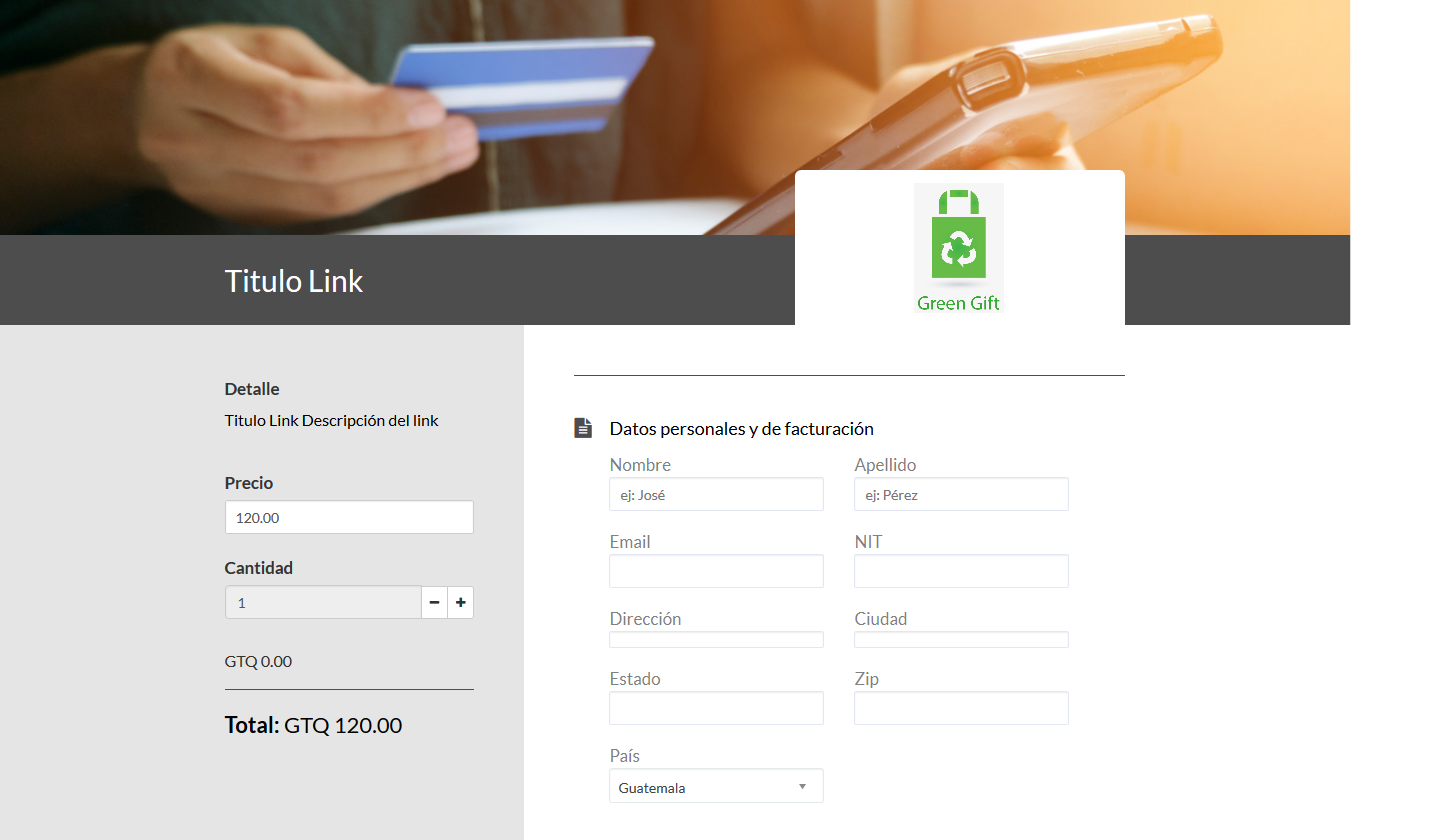 Green Gift
Titulo Link
Detalle
Titulo Link Descripción del link
Precio
120.00
Cantidad
1
GTQ 0.00
Total: GTQ 120.00
Datos personales y de facturación
Nombre Apellido
ej: José ej: Pérez
Email NIT
Dirección Ciudad
Estado Zip
País
Guatemala